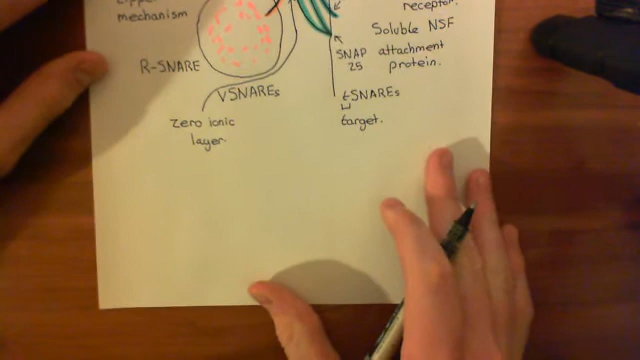 mechanism
R-SNARE
VSNAREs
Zero ionic
layer.
receptor.
Soluble NSF
SNAP attachment
25 protein.
tSNAREs
target.